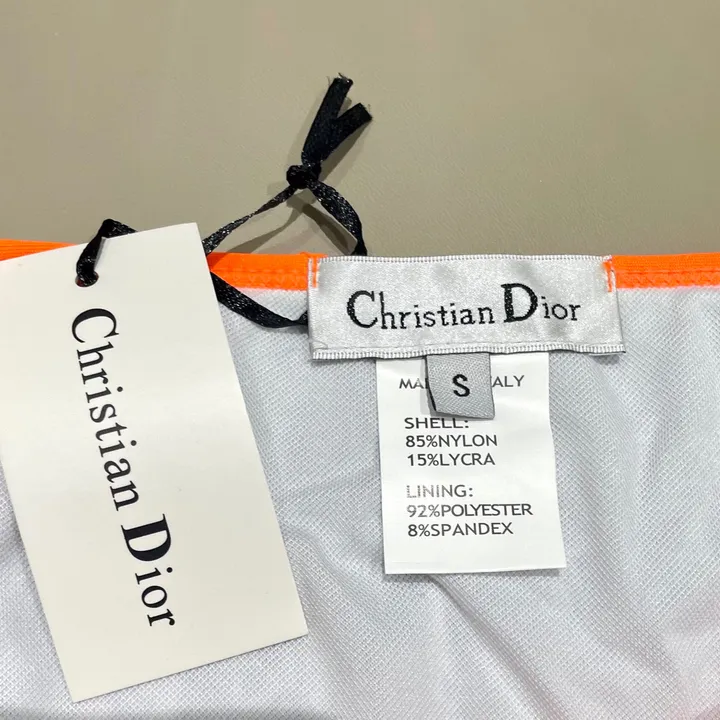 Christian Dior
Christian Dior
S
SHELL:
85%NYLON
15%LYCRA
LINING:
92%POLYESTER
8%SPANDEX